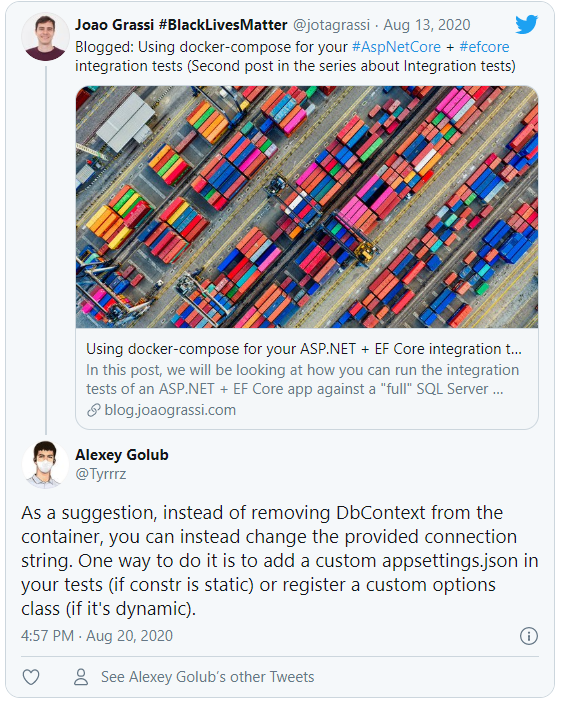 Joao Grassi #BlackLivesMatter @jotagrassi · Aug 13, 2020
Blogged: Using docker-compose for your #AspNetCore + #efcore
integration tests (Second post in the series about Integration tests)
Using docker-compose for your ASP.NET + EF Core integration t...
In this post, we will be looking at how you can run the integration
tests of an ASP.NET + EF Core app against a "full" SQL Server ...
blog.joaograssi.com
Alexey Golub
@Tyrrrz
As a suggestion, instead of removing DbContext from the
container, you can instead change the provided connection
string. One way to do it is to add a custom appsettings.json in
your tests (if constr is static) or register a custom options
class (if it's dynamic).
4:57 PM · Aug 20, 2020
See Alexey Golub's other Tweets